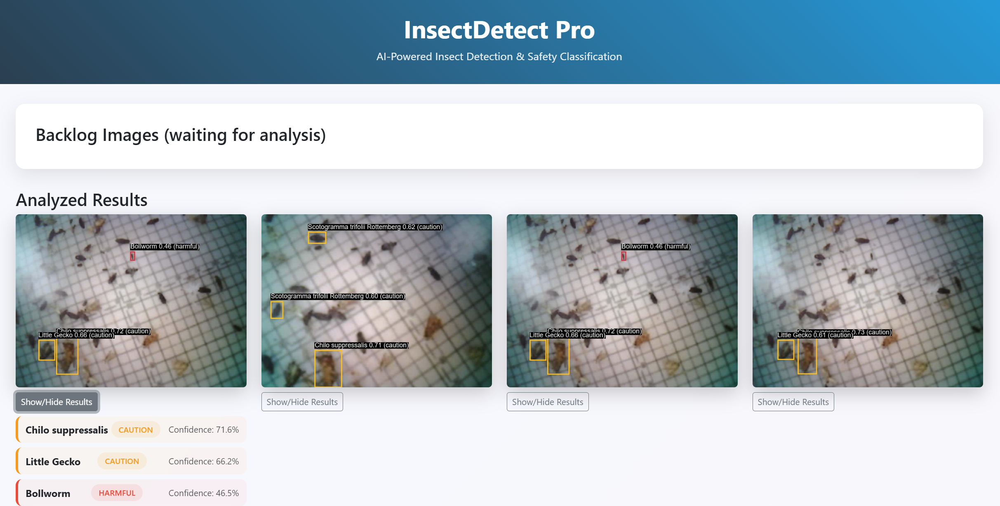 InsectDetect Pro
AI-Powered Insect Detection & Safety Classification
Backlog Images (waiting for analysis)
Analyzed Results
Bollworm 0.46 (harmful)
Chilo suppressalis 0.72 (caution)
Little Gecko 0.66 (caution)
Scotogramma trifolii Rottemberg 0.62 (caution)
Scotogramma trifolii Rottemberg 0.60 (caution)
Chilo suppressalis 0.71 (caution)
Bollworm 0.46 (harmful)
Chilo suppressalis 0.72 (caution)
Little Gecko 0.66 (caution)
Chilo suppressalis 0.73 (caution)
Little Gecko 0.61 (caution)
Show/Hide Results
Show/Hide Results
Show/Hide Results
Show/Hide Results
Chilo suppressalis CAUTION Confidence: 71.6%
Little Gecko CAUTION Confidence: 66.2%
Bollworm HARMFUL Confidence: 46.5%